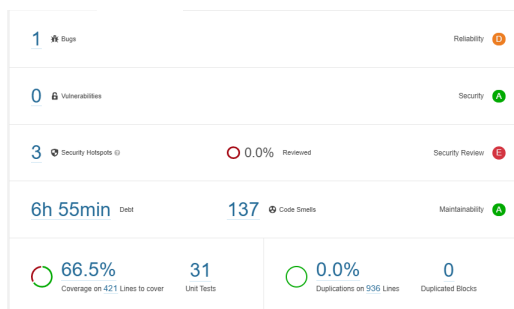 1 Bugs Reliability D
0 Vulnerabilities Security A
3 Security Hotspots 0.0% Reviewed Security Review E
6h 55min Debt 137 Code Smells Maintainability A
66.5%
Coverage on 421 Lines to cover
31
Unit Tests
0.0%
Duplications on 936 Lines
0
Duplicated Blocks